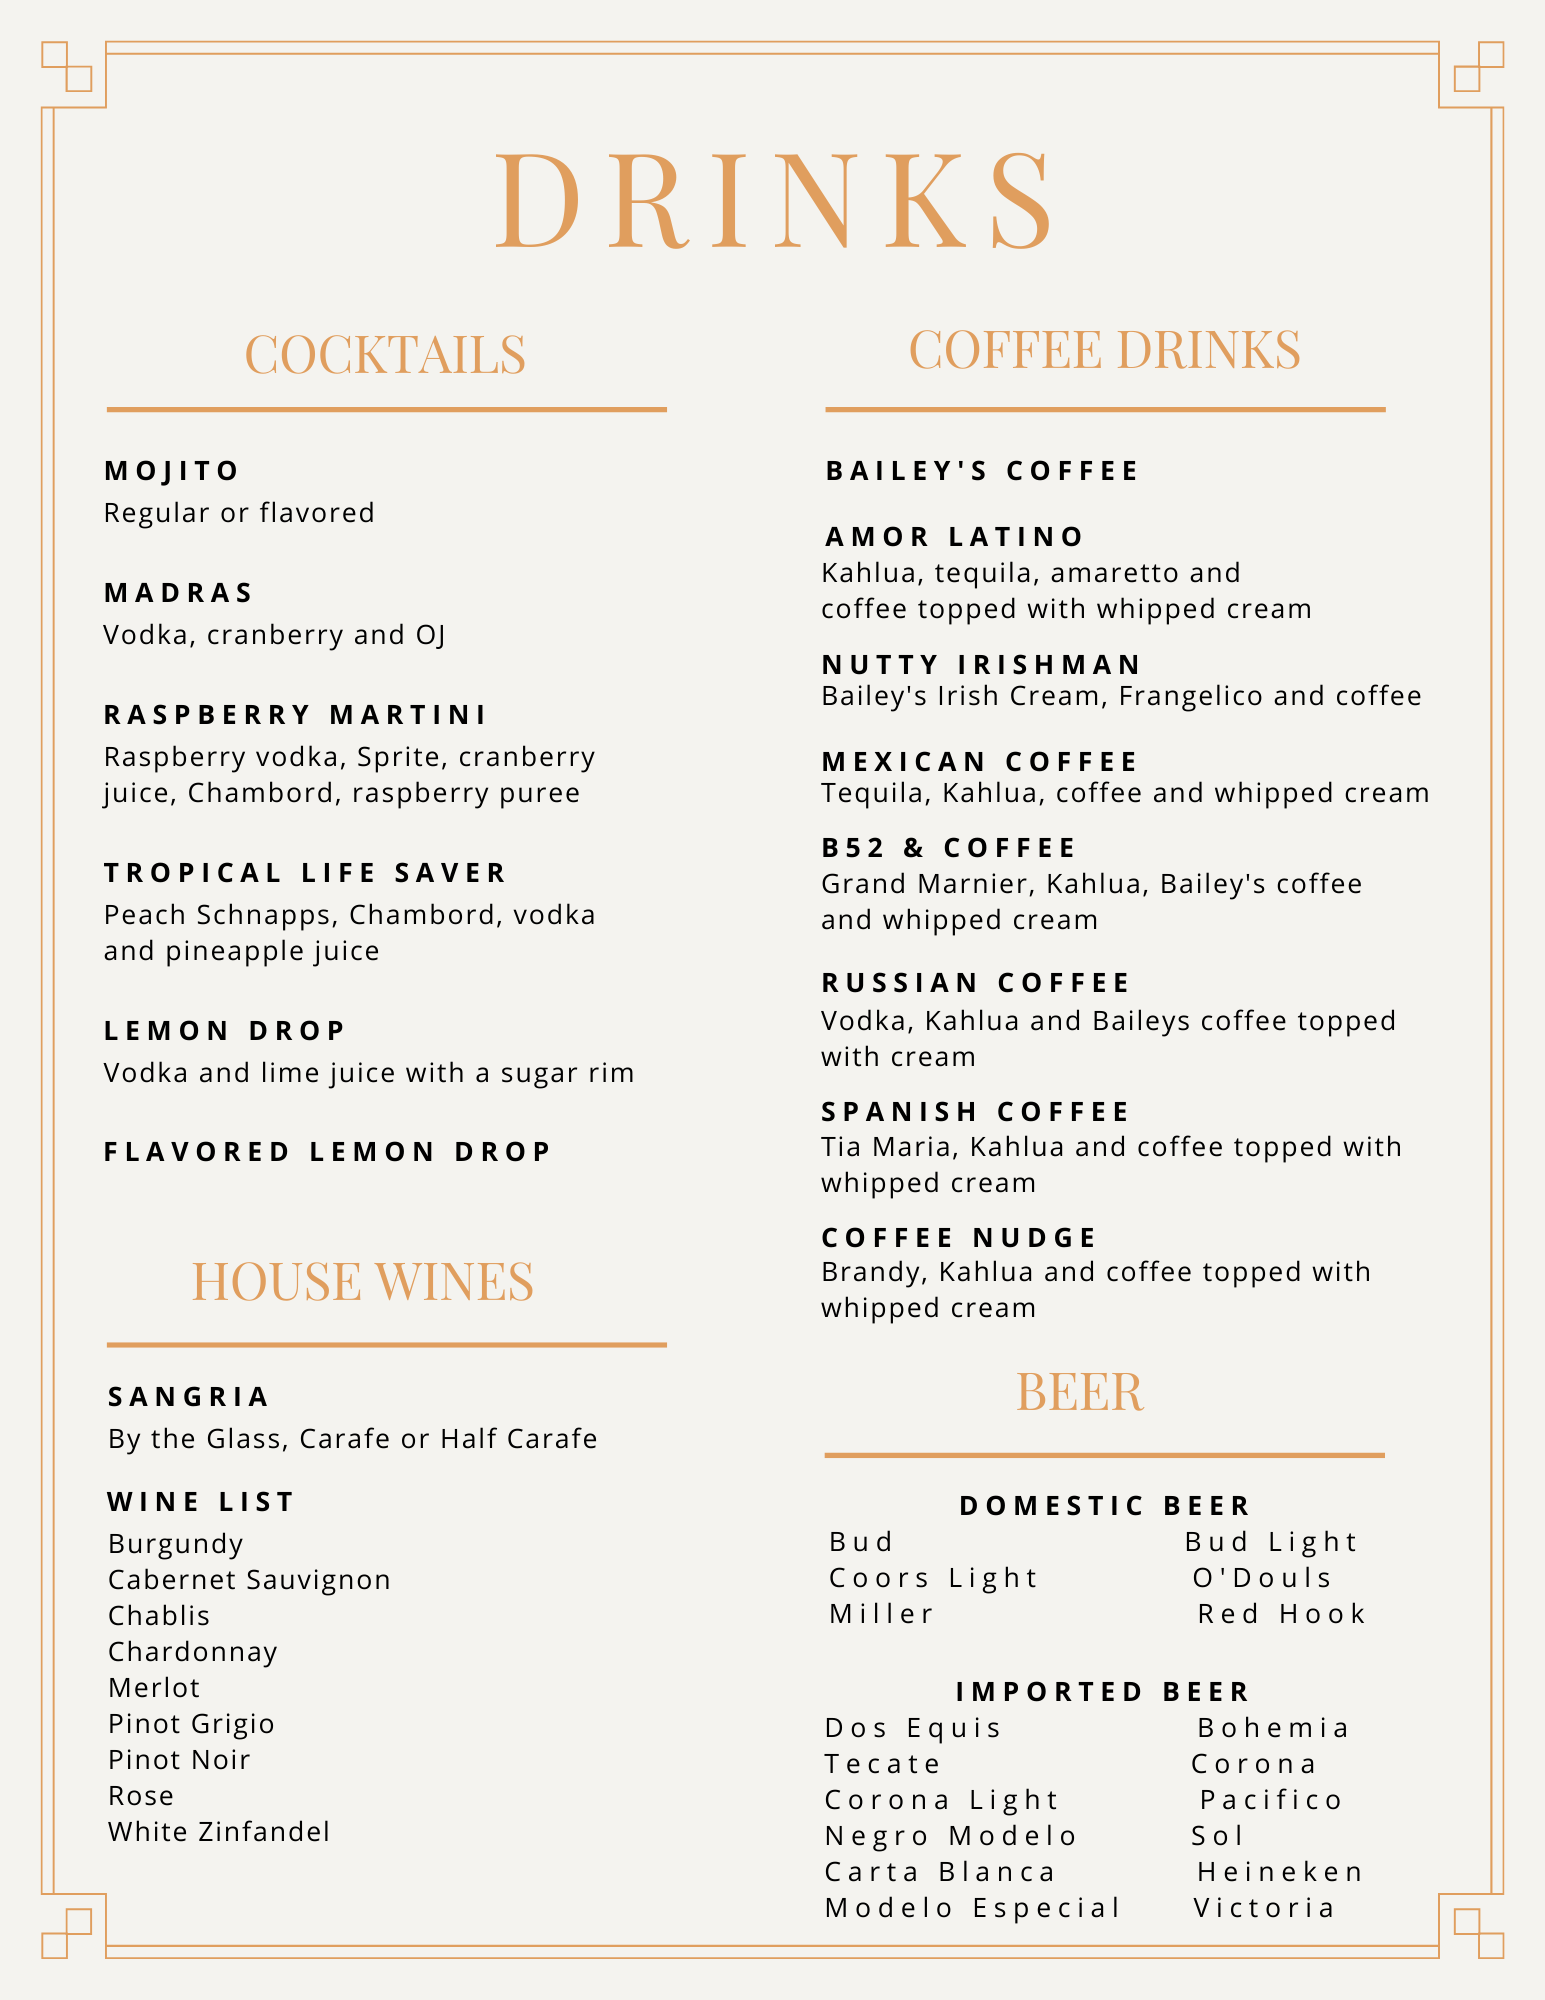 DRINKS
COCKTAILS
MOJITO
Regular or flavored
MADRAS
Vodka, cranberry and OJ
RASPBERRY MARTINI
Raspberry vodka, Sprite, cranberry
juice, Chambord, raspberry puree
TROPICAL LIFE SAVER
Peach Schnapps, Chambord, vodka
and pineapple juice
LEMON DROP
Vodka and lime juice with a sugar rim
FLAVORED LEMON DROP
HOUSE WINES
SANGRIA
By the Glass, Carafe or Half Carafe
WINE LIST
Burgundy
Cabernet Sauvignon
Chablis
Chardonnay
Merlot
Pinot Grigio
Pinot Noir
Rose
White Zinfandel
COFFEE DRINKS
BAILEY'S COFFEE
AMOR LATINO
Kahlua, tequila, amaretto and
coffee topped with whipped cream
NUTTY IRISHMAN
Bailey's Irish Cream, Frangelico and coffee
MEXICAN COFFEE
Tequila, Kahlua, coffee and whipped cream
B52 & COFFEE
Grand Marnier, Kahlua, Bailey's coffee
and whipped cream
RUSSIAN COFFEE
Vodka, Kahlua and Baileys coffee topped
with cream
SPANISH COFFEE
Tia Maria, Kahlua and coffee topped with
whipped cream
COFFEE NUDGE
Brandy, Kahlua and coffee topped with
whipped cream
BEER
DOMESTIC BEER
Bud Bud Light
Coors Light O'Douls
Miller Red Hook
IMPORTED BEER
Dos Equis Bohemia
Tecate Corona
Corona Light Pacifico
Negro Modelo Sol
Carta Blanca Heineken
Modelo Especial Victoria